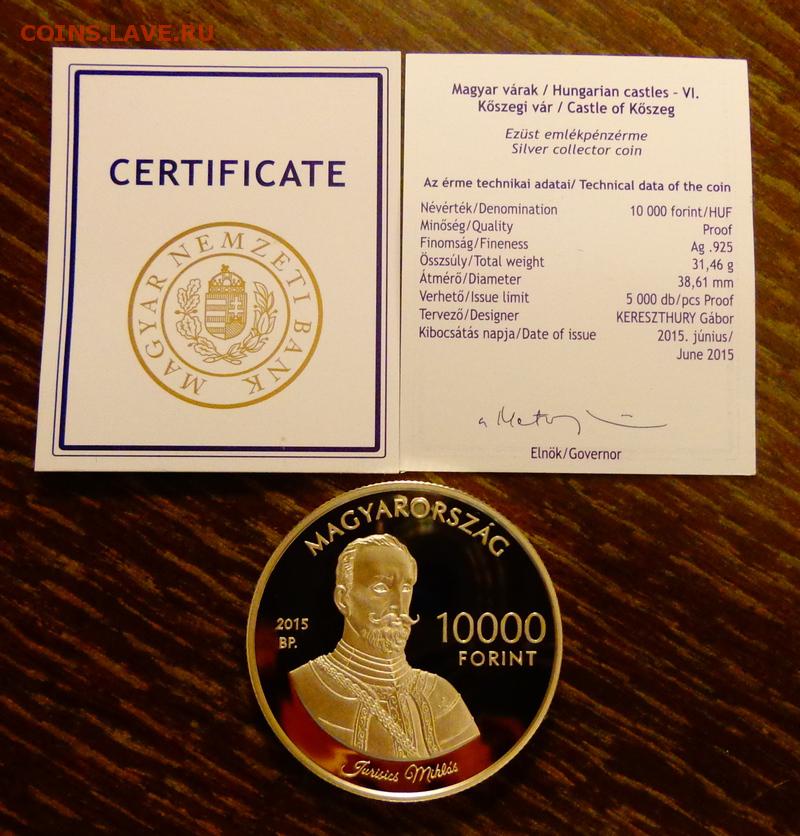 COINS.LAVE.RU
CERTIFICATE
MAGYAR NEMZETI BANK
Magyar várak / Hungarian castles - VI.
Kőszegi vár / Castle of Kőszeg
Ezüst emlékpénzérme
Silver collector coin
Az érme technikai adatai/ Technical data of the coin
Névérték/Denomination 10 000 forint/HUF
Minőség/Quality Proof
Finomság/Fineness Ag .925
Összsúly/Total weight 31,46 g
Átmérő/Diameter 38,61 mm
Verhető/Issue limit 5 000 db/pcs Proof
Tervező/Designer KERESZTHURY Gábor
Kibocsátás napja/Date of issue 2015. június/
June 2015
Elnök/Governor
MAGYARORSZÁG
2015
BP.
10000
FORINT
Jurisics Miklós